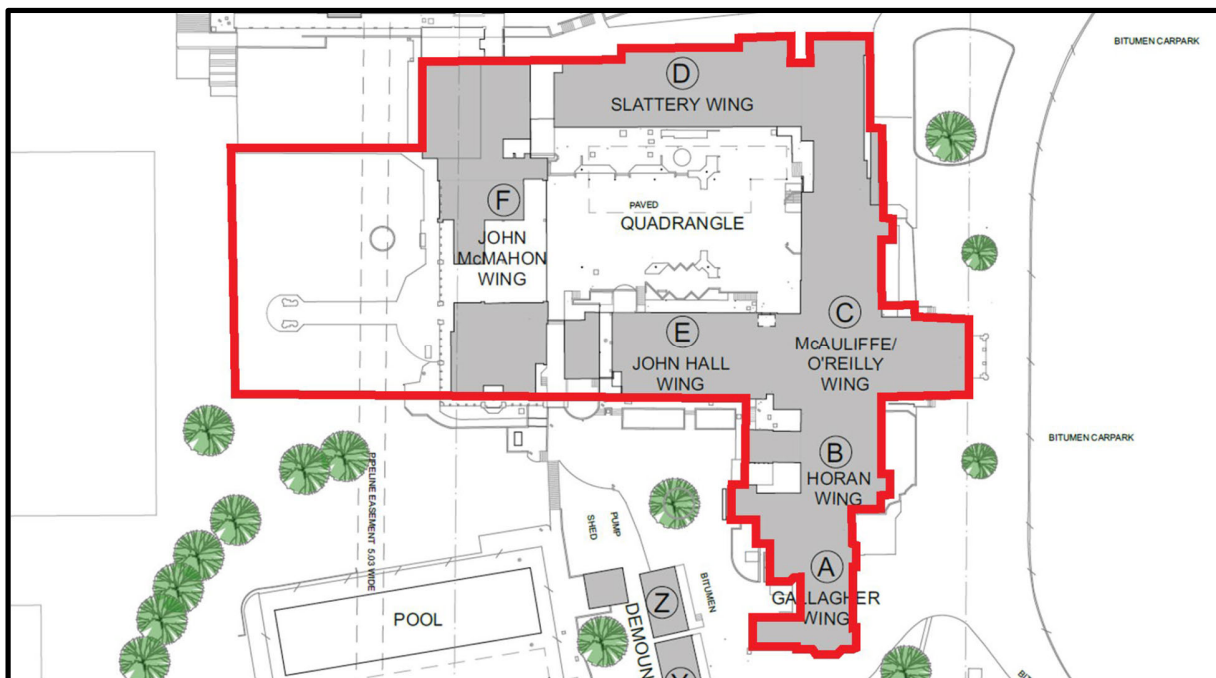 BITUMEN CARPARK
D
SLATTERY WING
F
JOHN
McMAHON
WING
PAVED
QUADRANGLE
C
McAULIFFE/
O'REILLY
WING
E
JOHN HALL
WING
BITUMEN CARPARK
B
HORAN
WING
PIPELINE EASEMENT 5.03 WIDE
PUMP
SHED
A
GALLAGHER
WING
BITUMEN
Z
POOL